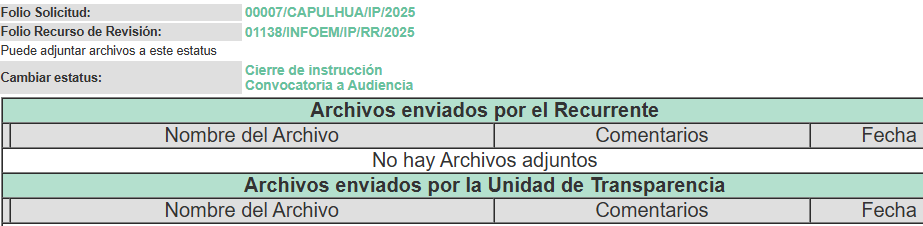 Folio Solicitud: 00007/CAPULHUA/IP/2025
Folio Recurso de Revisión: 01138/INFOEM/IP/RR/2025
Puede adjuntar archivos a este estatus
Cambiar estatus: Cierre de instrucción
Convocatoria a Audiencia
Archivos enviados por el Recurrente
Nombre del Archivo Comentarios Fecha
No hay Archivos adjuntos
Archivos enviados por la Unidad de Transparencia
Nombre del Archivo Comentarios Fecha